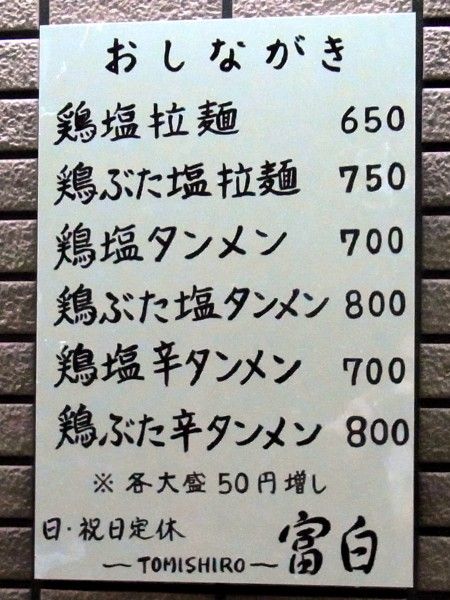 おしながき
鶏塩拉麺 650
鶏ぶた塩拉麺 750
鶏塩タンメン 700
鶏ぶた塩タンメン 800
鶏塩辛タンメン 700
鶏ぶた辛タンメン 800
※各大盛50円増し
日・祝日定休
―TOMISHIRO― 富白